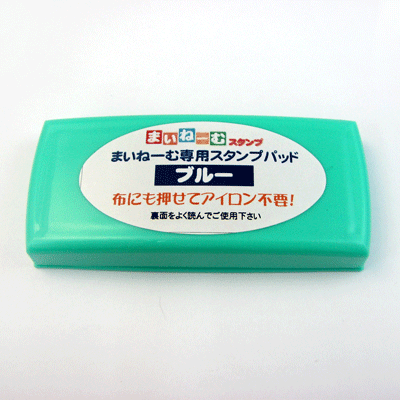 まいねーむスタンプ
まいねーむ専用スタンプパッド
ブルー
布にも押せてアイロン不要!
裏面をよく読んでご使用下さい